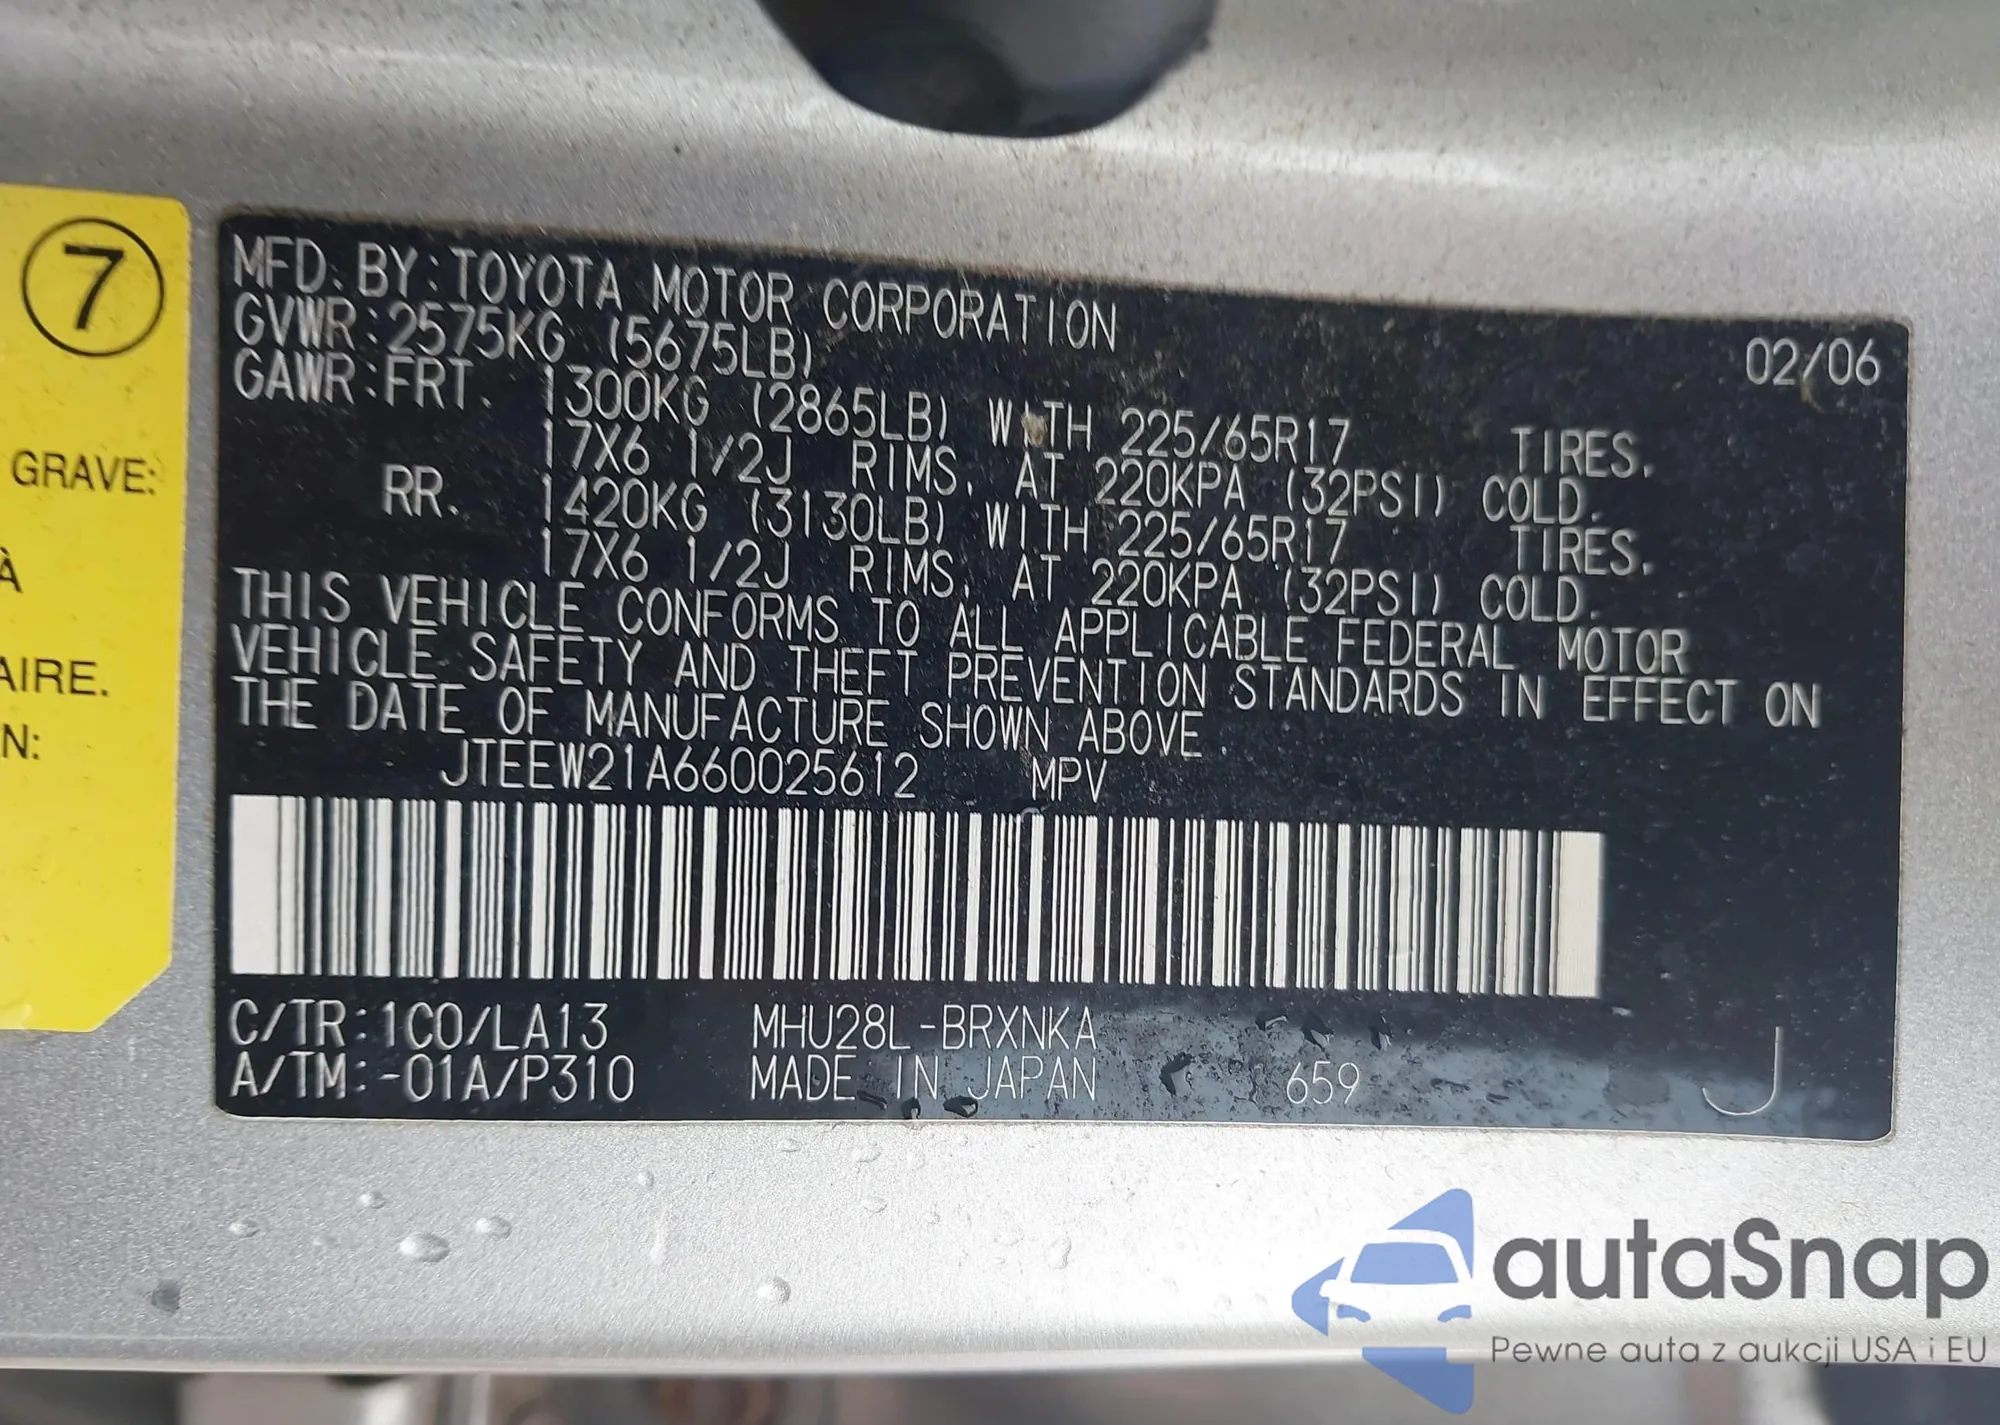 7
GRAVE:
À
AIRE.
N:
MFD. BY: TOYOTA MOTOR CORPORATION 02/06
GVWR: 2575KG (5675LB)
GAWR: FRT. 1300KG (2865LB) WITH 225/65R17 TIRES.
17X6 1/2J RIMS. AT 220KPA (32PSI) COLD.
RR. 1420KG (3130LB) WITH 225/65R17 TIRES.
17X6 1/2J RIMS. AT 220KPA (32PSI) COLD.
THIS VEHICLE CONFORMS TO ALL APPLICABLE FEDERAL MOTOR
VEHICLE SAFETY AND THEFT PREVENTION STANDARDS IN EFFECT ON
THE DATE OF MANUFACTURE SHOWN ABOVE.
JTEEW21A660025612 MPV
C/TR: 1C0/LA13 MHU28L-BRXNKA
A/TM: -01A/P310 MADE IN JAPAN 659 J
autaSnap
Pewne auta z aukcji USA i EU